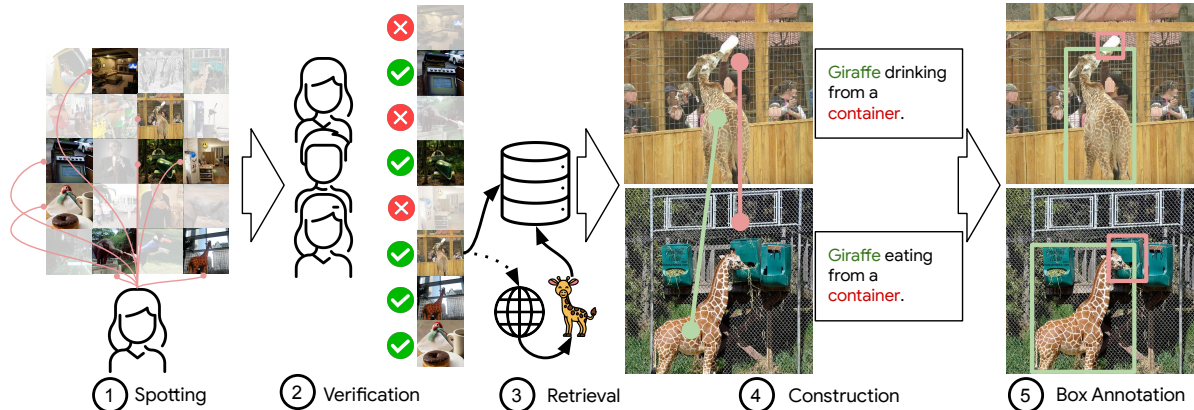 Giraffe drinking
from a
container.
Giraffe eating
from a
container.
1 Spotting
2 Verification
3 Retrieval
4 Construction
5 Box Annotation